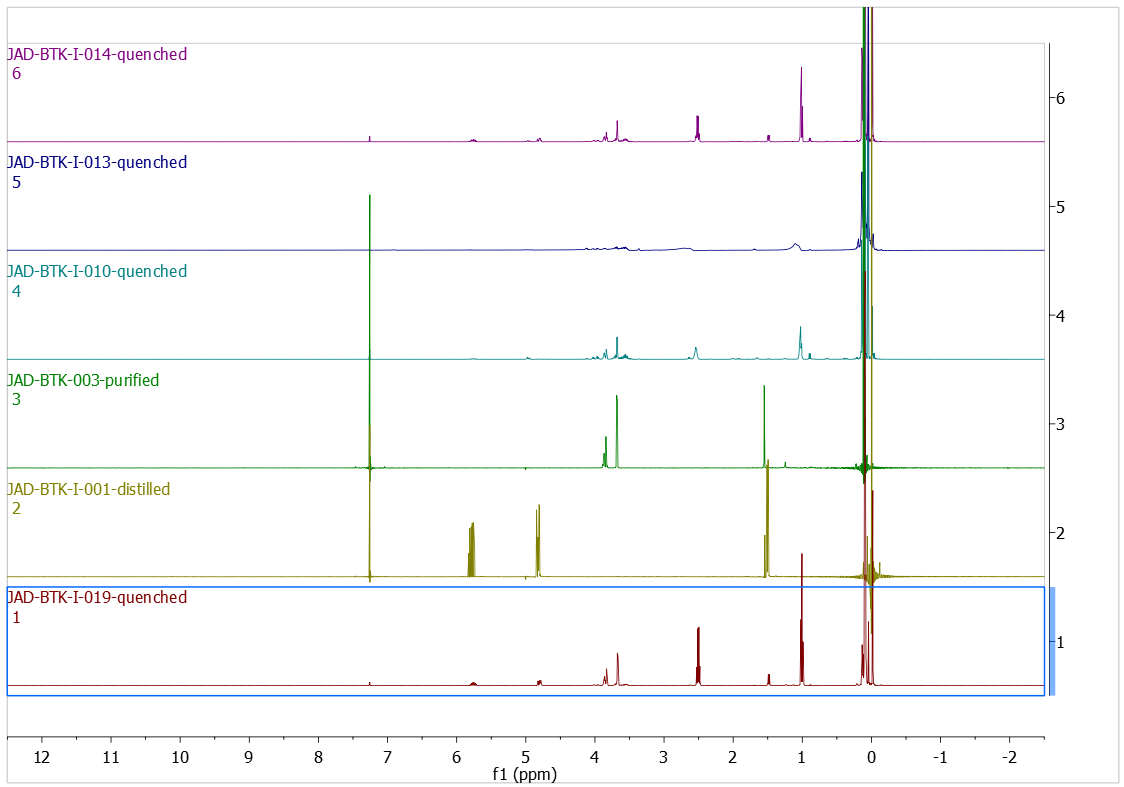 JAD-BTK-I-014-quenched
6
6
JAD-BTK-I-013-quenched
5
5
JAD-BTK-I-010-quenched
4
4
JAD-BTK-003-purified
3
3
JAD-BTK-I-001-distilled
2
2
JAD-BTK-I-019-quenched
1
1
12 11 10 9 8 7 6 5 4 3 2 1 0 -1 -2
f1 (ppm)